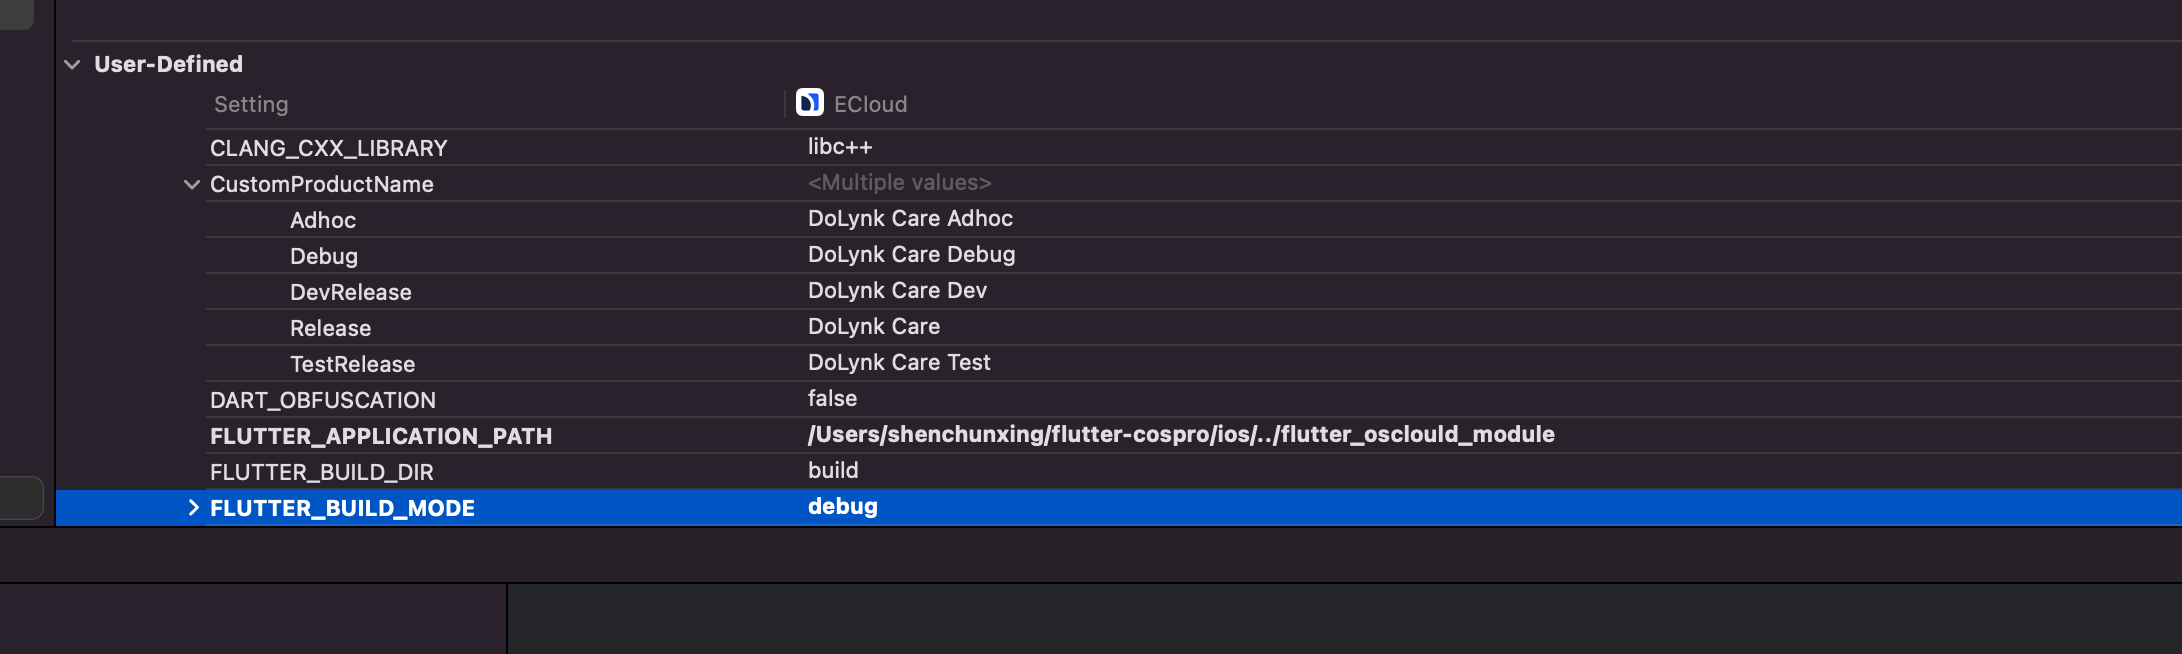 User-Defined
Setting ECloud
CLANG_CXX_LIBRARY libc++
CustomProductName <Multiple values>
Adhoc DoLynk Care Adhoc
Debug DoLynk Care Debug
DevRelease DoLynk Care Dev
Release DoLynk Care
TestRelease DoLynk Care Test
DART_OBFUSCATION false
FLUTTER_APPLICATION_PATH /Users/shenchunxing/flutter-cospro/ios/../flutter_osclould_module
FLUTTER_BUILD_DIR build
FLUTTER_BUILD_MODE debug